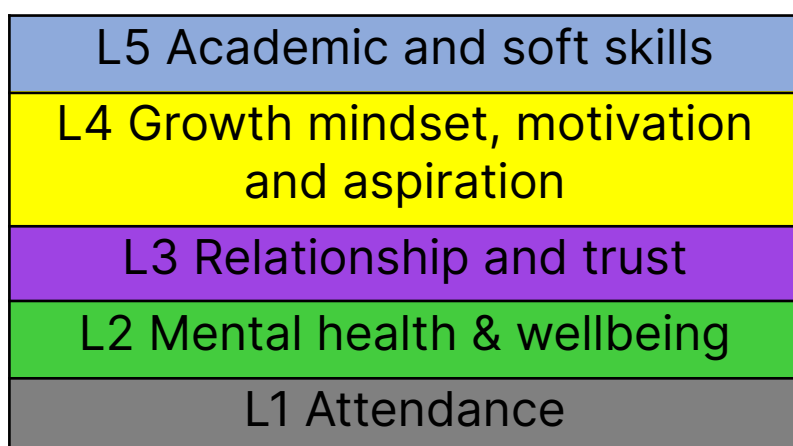 L5 Academic and soft skills
L4 Growth mindset, motivation
and aspiration
L3 Relationship and trust
L2 Mental health & wellbeing
L1 Attendance